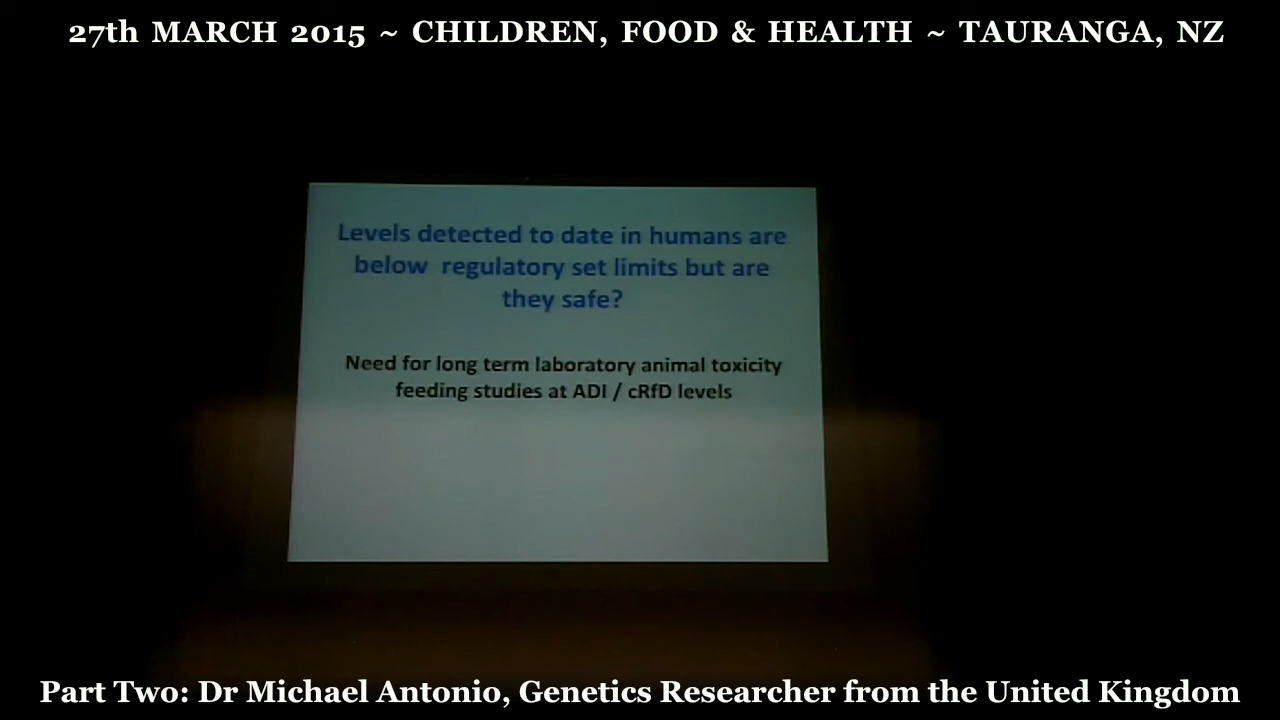 27th MARCH 2015 ~ CHILDREN, FOOD & HEALTH ~ TAURANGA, NZ
Levels detected to date in humans are
below regulatory set limits but are
they safe?
Need for long term laboratory animal toxicity
feeding studies at ADI / cRfD levels
Part Two: Dr Michael Antonio, Genetics Researcher from the United Kingdom